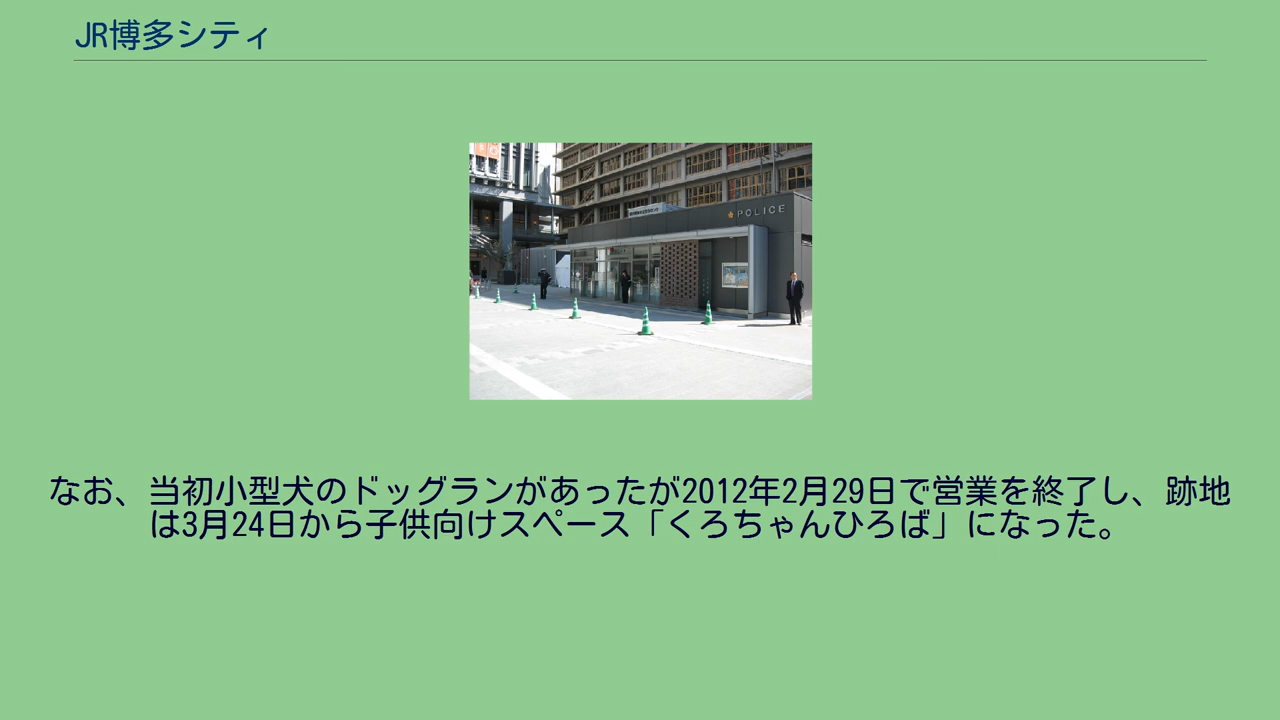 JR博多シティ
POLICE
なお、当初小型犬のドッグランがあったが2012年2月29日で営業を終了し、跡地
は3月24日から子供向けスペース「くろちゃんひろば」になった。